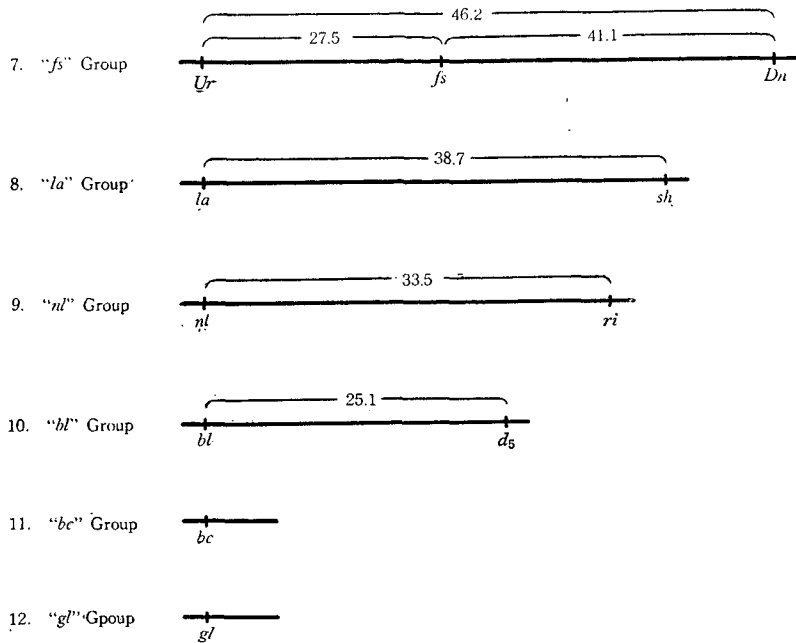 46.2
27.5 41.1
7. "fs" Group
Ur fs Dn
38.7
8. "la" Group
la sh
33.5
9. "nl" Group
nl ri
25.1
10. "bl" Group
bl d₅
11. "bc" Group
bc
12. "gl" Gpoup
gl